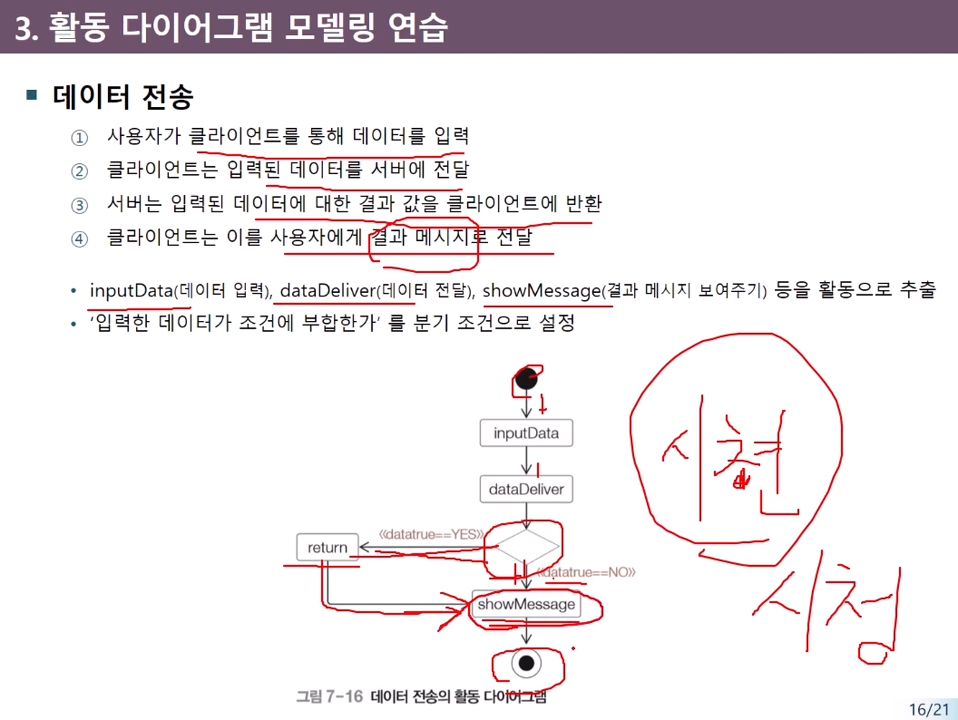 3. 활동 다이어그램 모델링 연습
■ 데이터 전송
① 사용자가 클라이언트를 통해 데이터를 입력
② 클라이언트는 입력된 데이터를 서버에 전달
③ 서버는 입력된 데이터에 대한 결과 값을 클라이언트에 반환
④ 클라이언트는 이를 사용자에게 결과 메시지로 전달
• inputData(데이터 입력), dataDeliver(데이터 전달), showMessage(결과 메시지 보여주기) 등을 활동으로 추출
• ‘입력한 데이터가 조건에 부합한가’ 를 분기 조건으로 설정
inputData
시현
dataDeliver
《datatrue==YES》
return
《datatrue==NO》
showMessage
시청
그림 7-16 데이터 전송의 활동 다이어그램
16/21